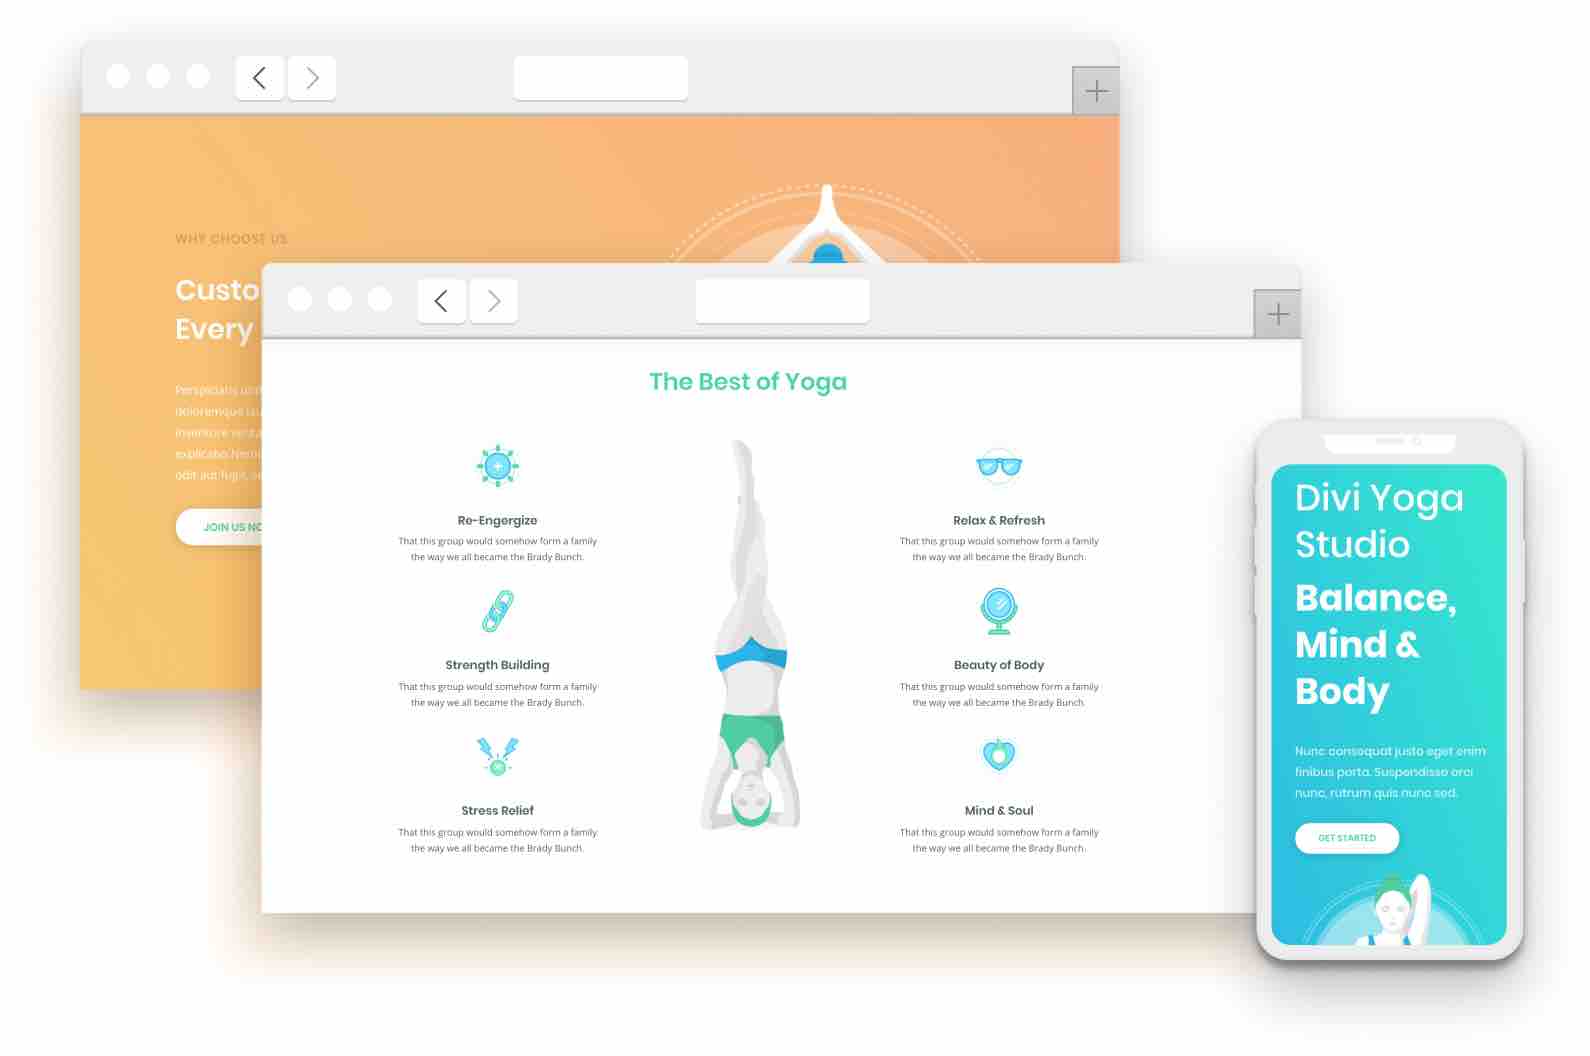 WHY CHOOSE US
Custo
Every
Perspiciatis
doloremque
inventore
explicabo. Nemo
odit aut fugit,
JOIN US NO
The Best of Yoga
Re-Engergize
That this group would somehow form a family
the way we all became the Brady Bunch.
Strength Building
That this group would somehow form a family
the way we all became the Brady Bunch.
Stress Relief
That this group would somehow form a family
the way we all became the Brady Bunch.
Relax & Refresh
That this group would somehow form a family
the way we all became the Brady Bunch.
Beauty of Body
That this group would somehow form a family
the way we all became the Brady Bunch.
Mind & Soul
That this group would somehow form a family
the way we all became the Brady Bunch.
Divi Yoga
Studio
Balance,
Mind &
Body
Nunc consequat justo eget enim
finibus porta. Suspendisse orci
nunc, rutrum quis nunc sed.
GET STARTED